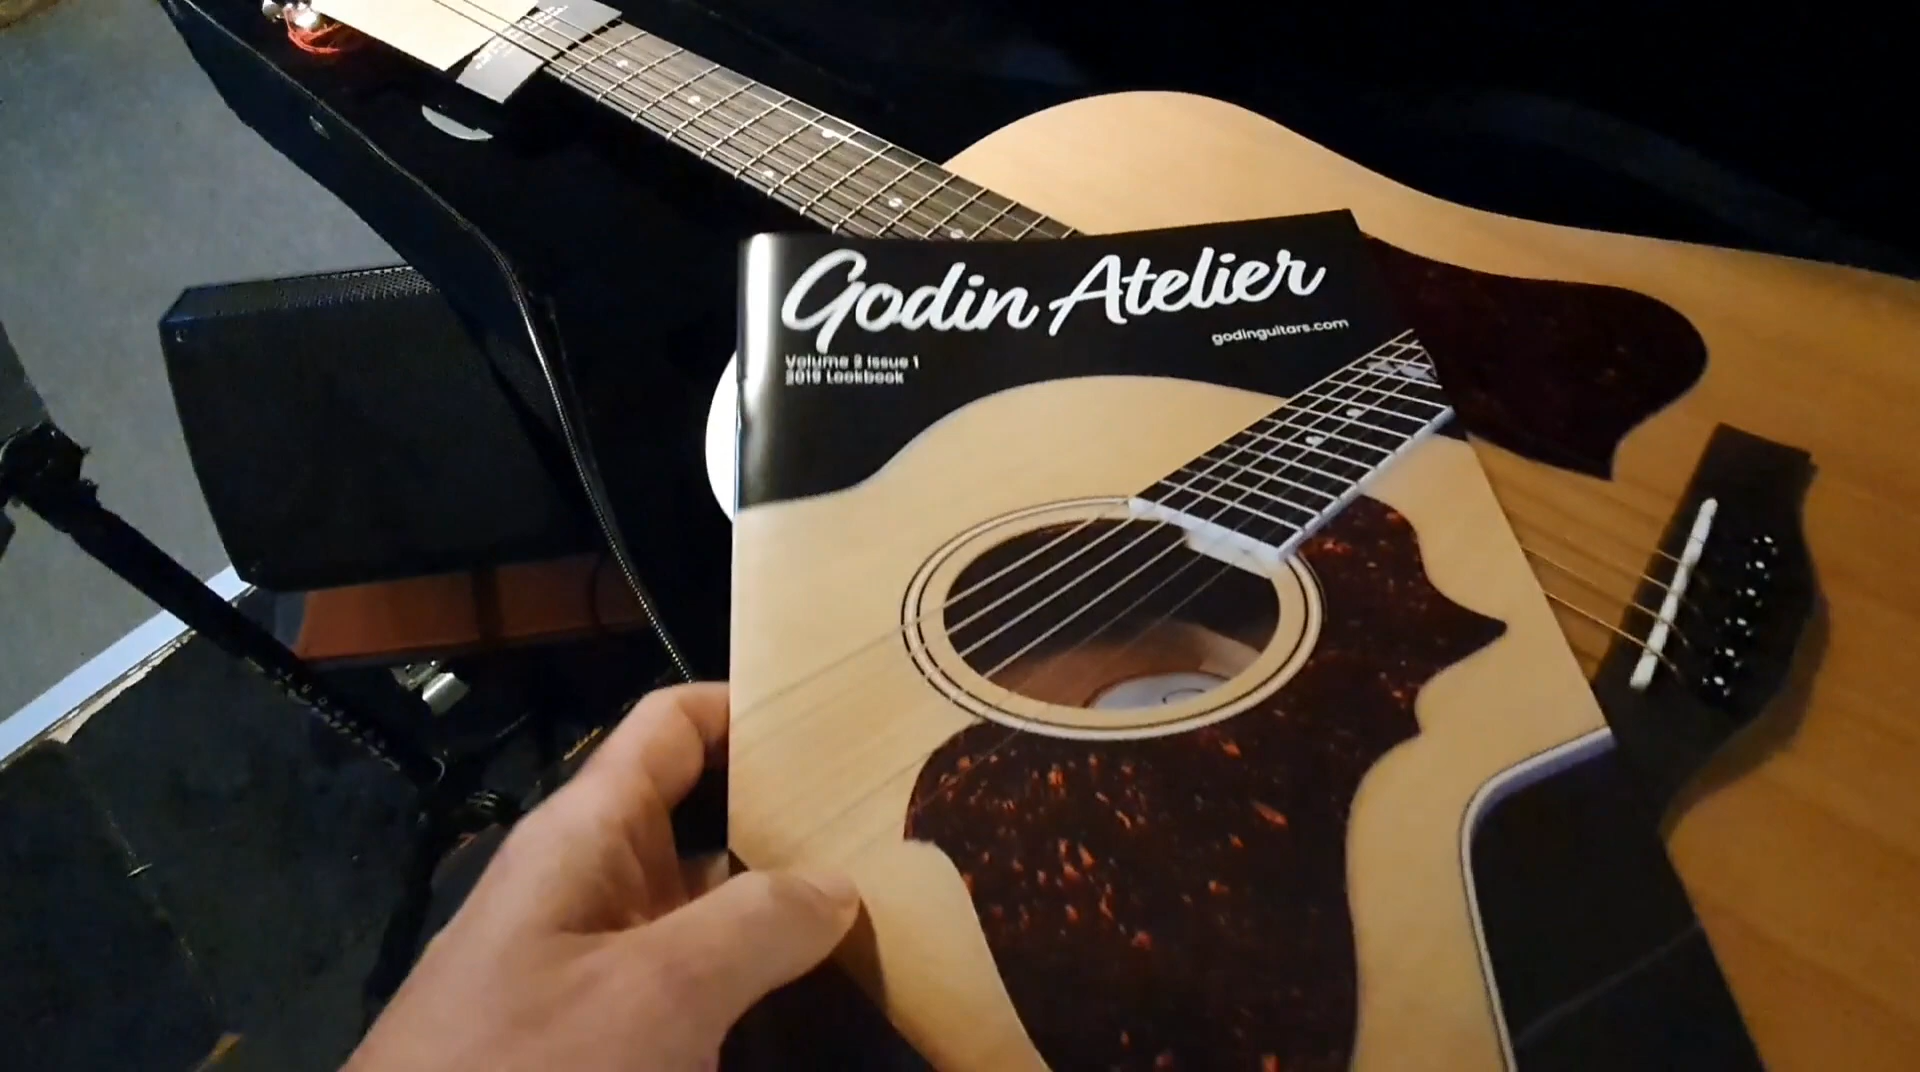 Godin Atelier
godinguitars.com
Volume 2 Issue 1
2019 Lookbook